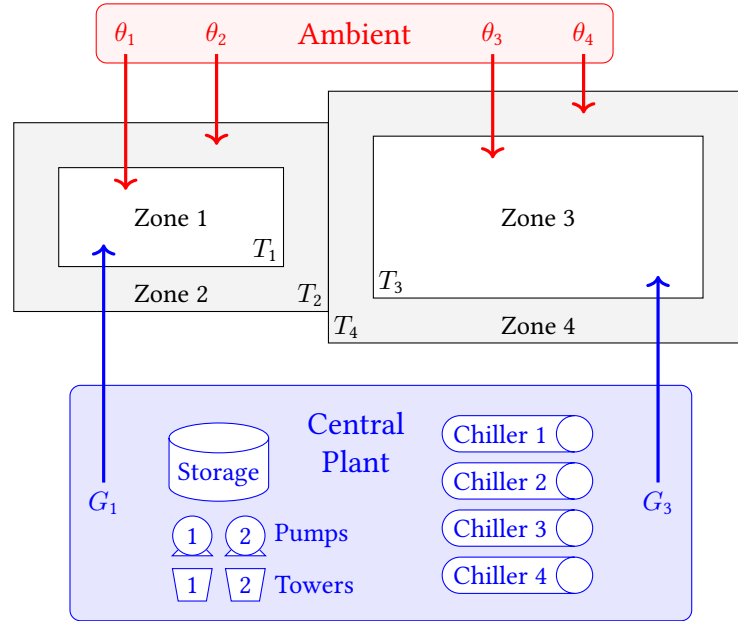 θ₁ θ₂ Ambient θ₃ θ₄
Zone 1
T₁
Zone 2
T₂
Zone 3
T₃
T₄
Zone 4
Central
Plant
Storage
Chiller 1
Chiller 2
Chiller 3
Chiller 4
G₁
G₃
1 2 Pumps
1 2 Towers